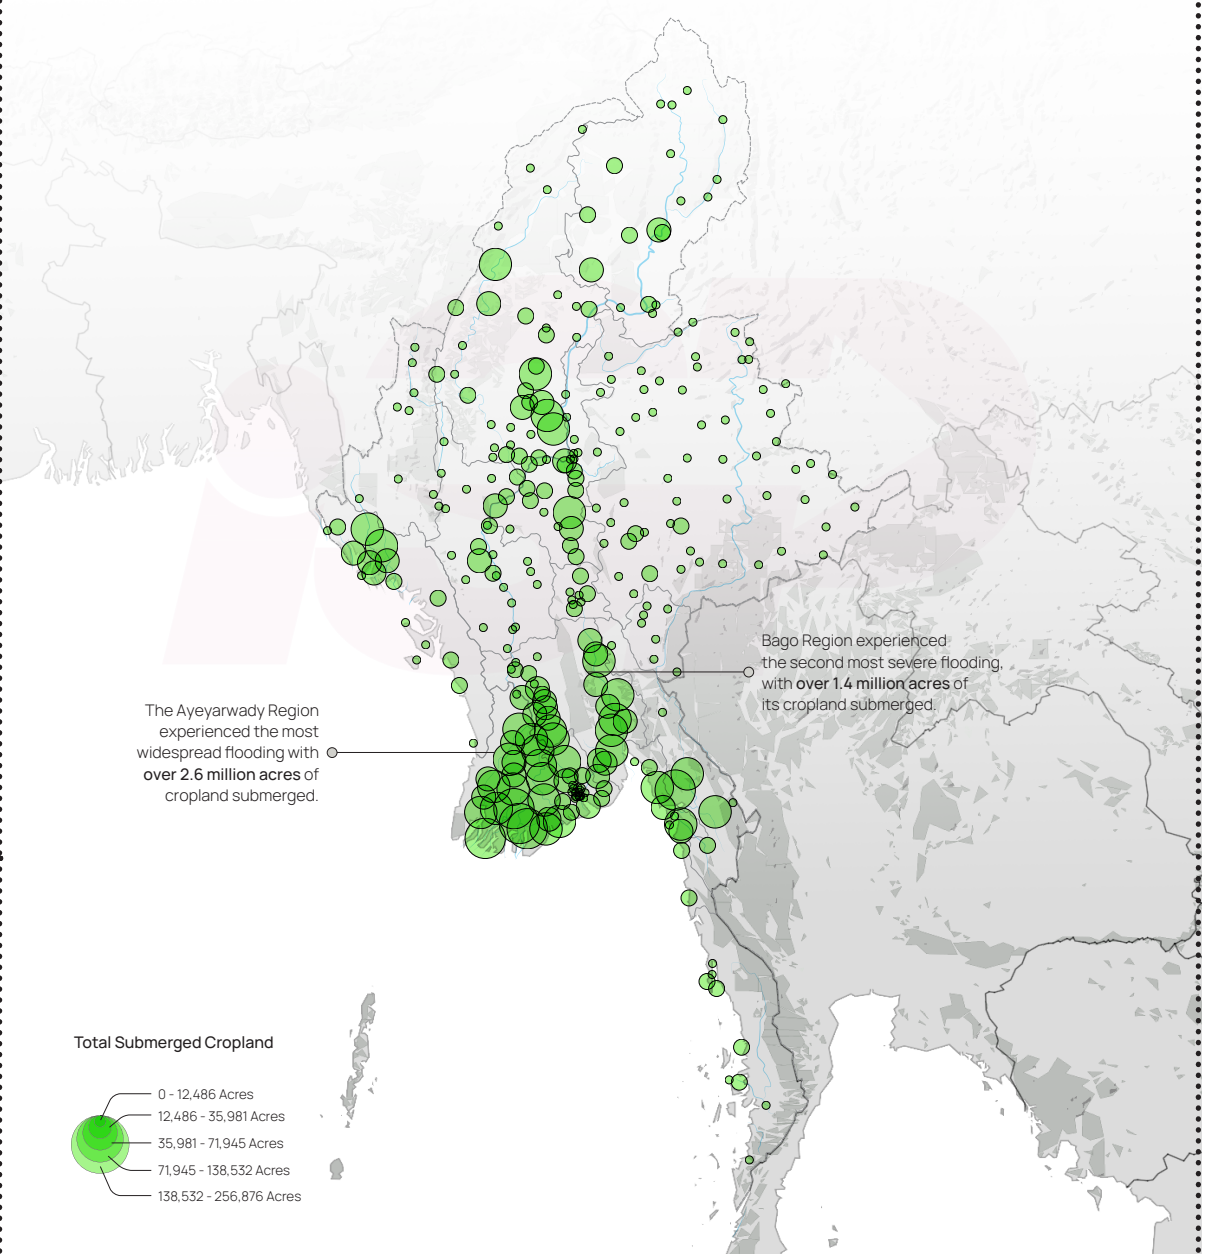 Bago Region experienced
the second most severe flooding,
with over 1.4 million acres of
its cropland submerged.
The Ayeyarwady Region
experienced the most
widespread flooding with
over 2.6 million acres of
cropland submerged.
Total Submerged Cropland
0 - 12,486 Acres
12,486 - 35,981 Acres
35,981 - 71,945 Acres
71,945 - 138,532 Acres
138,532 - 256,876 Acres